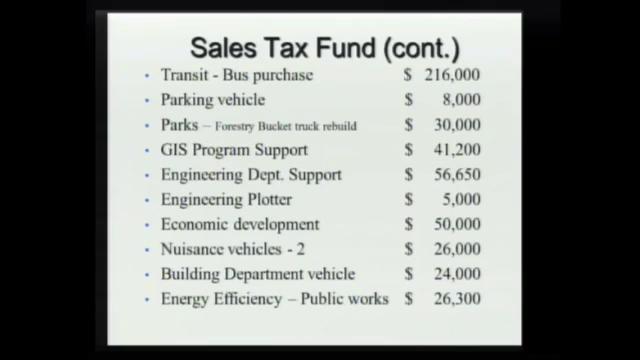 Sales Tax Fund (cont.)
• Transit - Bus purchase $ 216,000
• Parking vehicle $ 8,000
• Parks – Forestry Bucket truck rebuild $ 30,000
• GIS Program Support $ 41,200
• Engineering Dept. Support $ 56,650
• Engineering Plotter $ 5,000
• Economic development $ 50,000
• Nuisance vehicles - 2 $ 26,000
• Building Department vehicle $ 24,000
• Energy Efficiency – Public works $ 26,300